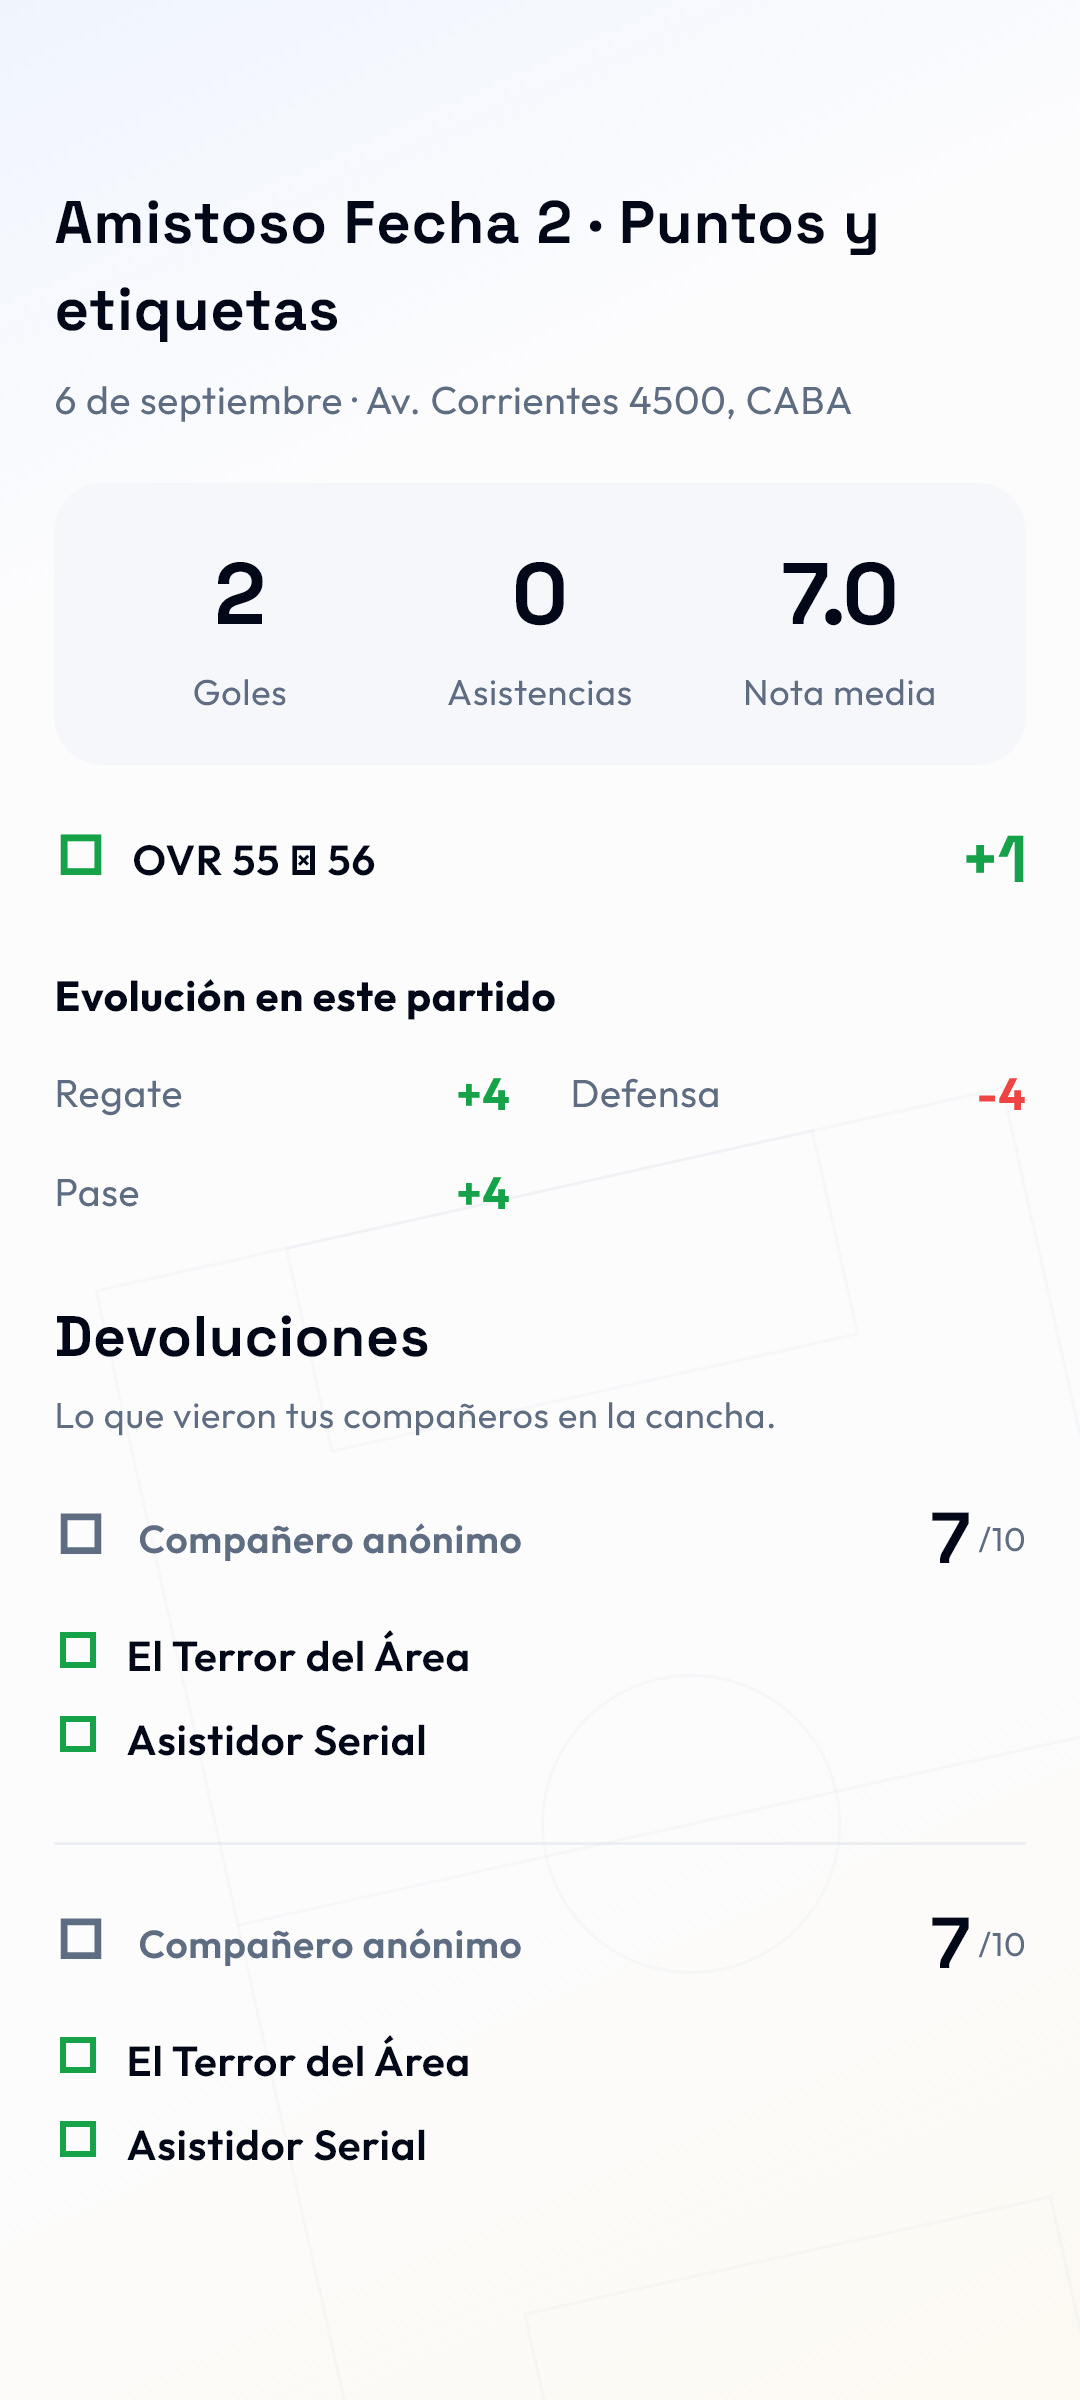 Amistoso Fecha 2 · Puntos y
etiquetas
6 de septiembre · Av. Corrientes 4500, CABA
2 0 7.0
Goles Asistencias Nota media
OVR 55 56 +1
Evolución en este partido
Regate +4 Defensa -4
Pase +4
Devoluciones
Lo que vieron tus compañeros en la cancha.
Compañero anónimo 7 /10
El Terror del Área
Asistidor Serial
Compañero anónimo 7 /10
El Terror del Área
Asistidor Serial